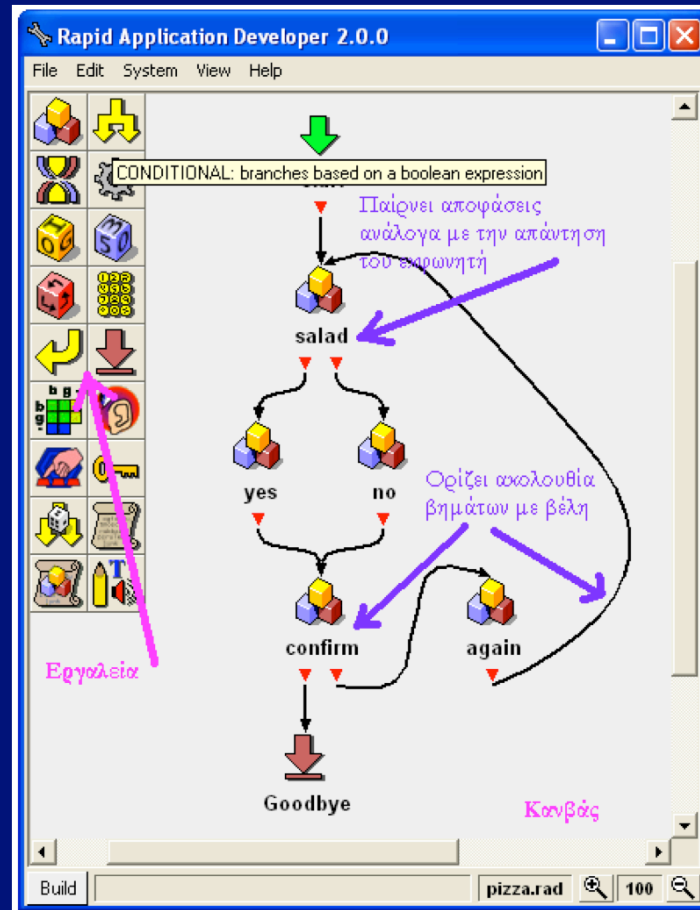 Rapid Application Developer 2.0.0
File Edit System View Help
CONDITIONAL: branches based on a boolean expression
Παίρνει αποφάσεις
ανάλογα με την απάντηση
του εκφωνητή
salad
yes
no
Ορίζει ακολουθία
βημάτων με βέλη
confirm
again
Εργαλεία
Goodbye
Κανβάς
Build
pizza.rad
100